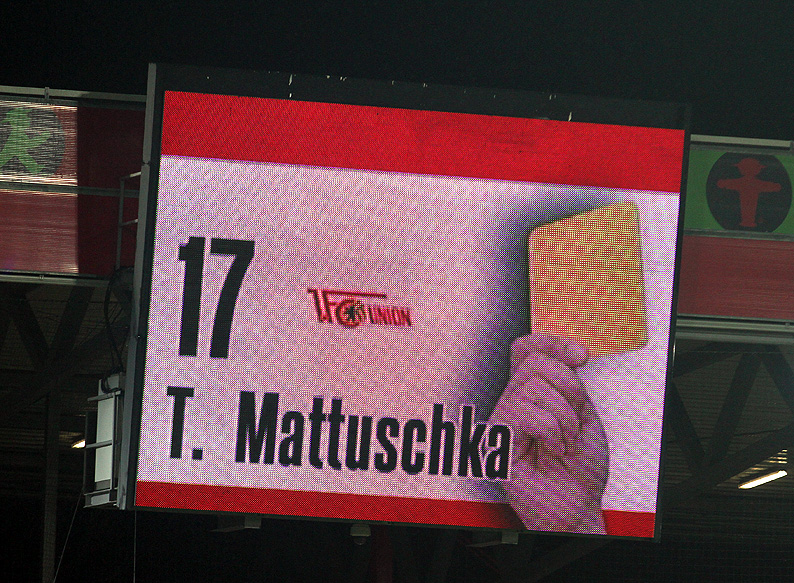 17
1.FC UNION
T. Mattuschka